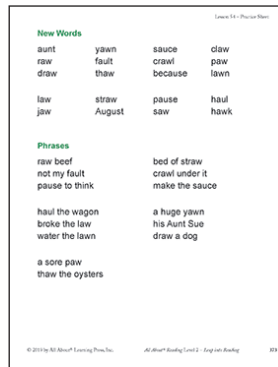 Lesson 14 – Practice Sheet
New Words
aunt yawn sauce claw
raw fault crawl paw
draw thaw because lawn
law straw pause haul
jaw August saw hawk
Phrases
raw beef bed of straw
not my fault crawl under it
pause to think make the sauce
haul the wagon a huge yawn
broke the law his Aunt Sue
water the lawn draw a dog
a sore paw
thaw the oysters
© 2019 by All About® Learning Press, Inc. All About® Reading Level 2 – Leap into Reading